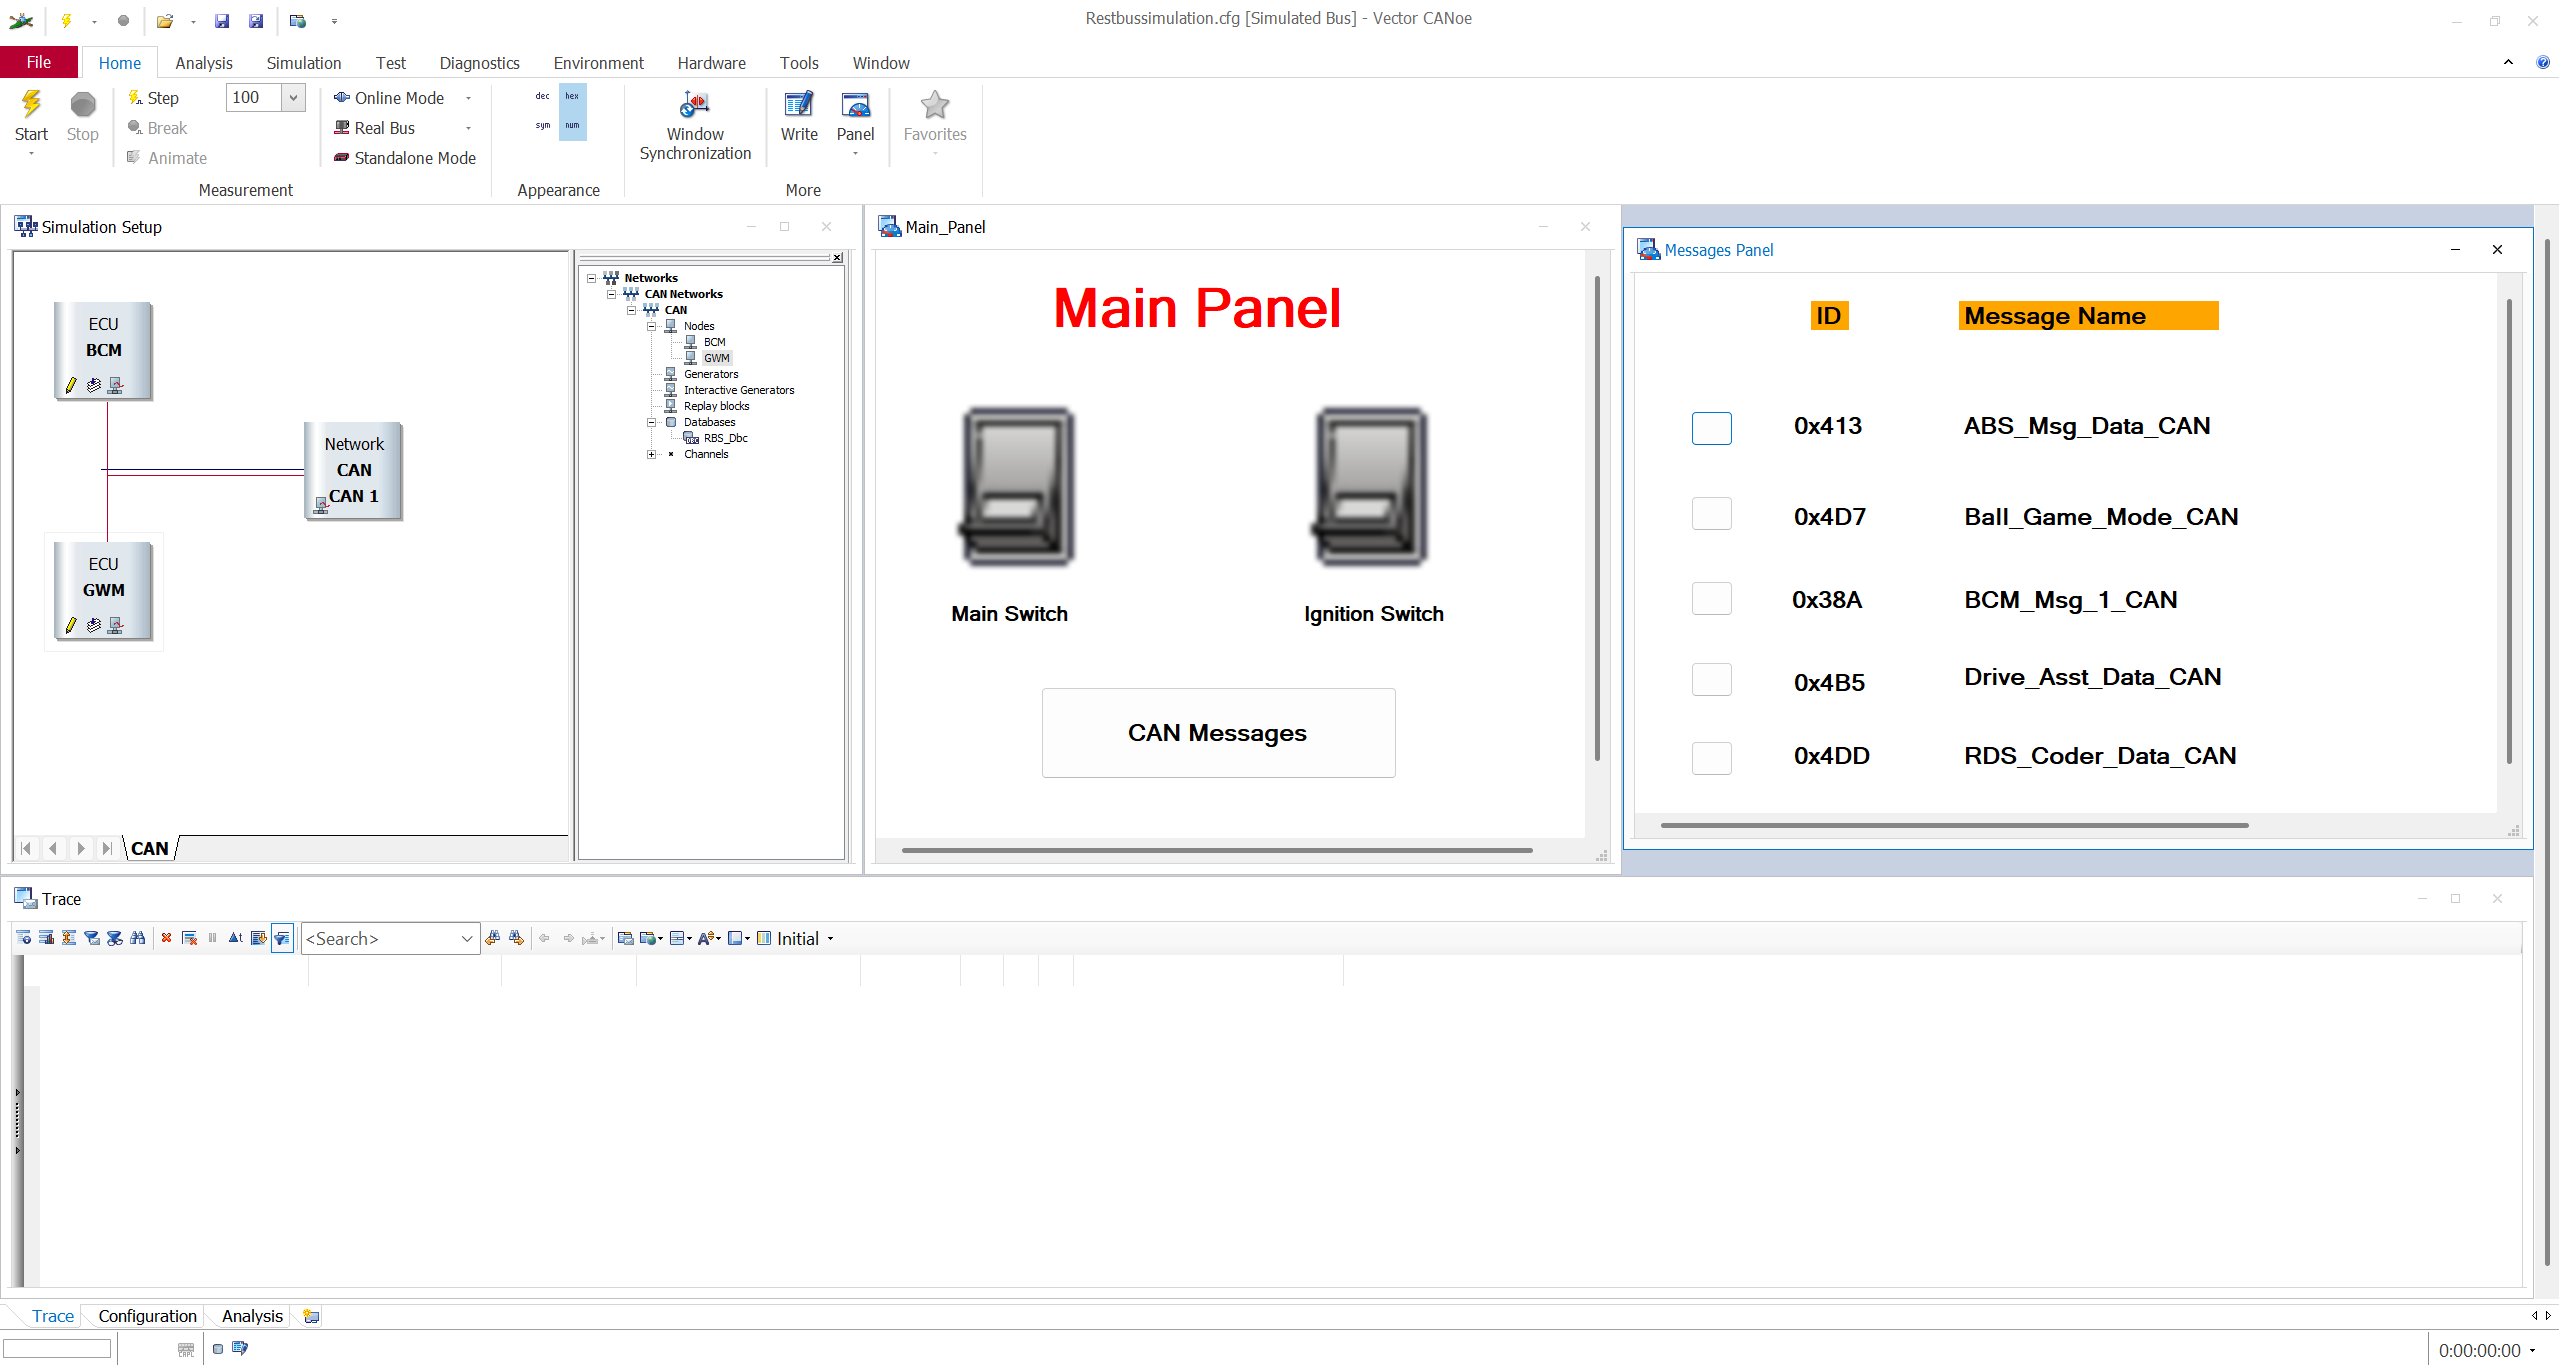 Restbussimulation.cfg [Simulated Bus] - Vector CANoe
File Home Analysis Simulation Test Diagnostics Environment Hardware Tools Window
Start
Stop
Step 100
Break
Animate
Online Mode
Real Bus
Standalone Mode
Measurement
dec hex
sym num
Appearance
Window
Synchronization
Write
Panel
Favorites
More
Simulation Setup
ECU
BCM
Network
CAN
CAN 1
ECU
GWM
CAN
Networks
CAN Networks
CAN
Nodes
BCM
GWM
Generators
Interactive Generators
Replay blocks
Databases
RBS_Dbc
Channels
Main_Panel
Main Panel
Main Switch
Ignition Switch
CAN Messages
Messages Panel
ID Message Name
0x413 ABS_Msg_Data_CAN
0x4D7 Ball_Game_Mode_CAN
0x38A BCM_Msg_1_CAN
0x4B5 Drive_Asst_Data_CAN
0x4DD RDS_Coder_Data_CAN
Trace
<Search> Initial
Trace Configuration Analysis
0:00:00:00